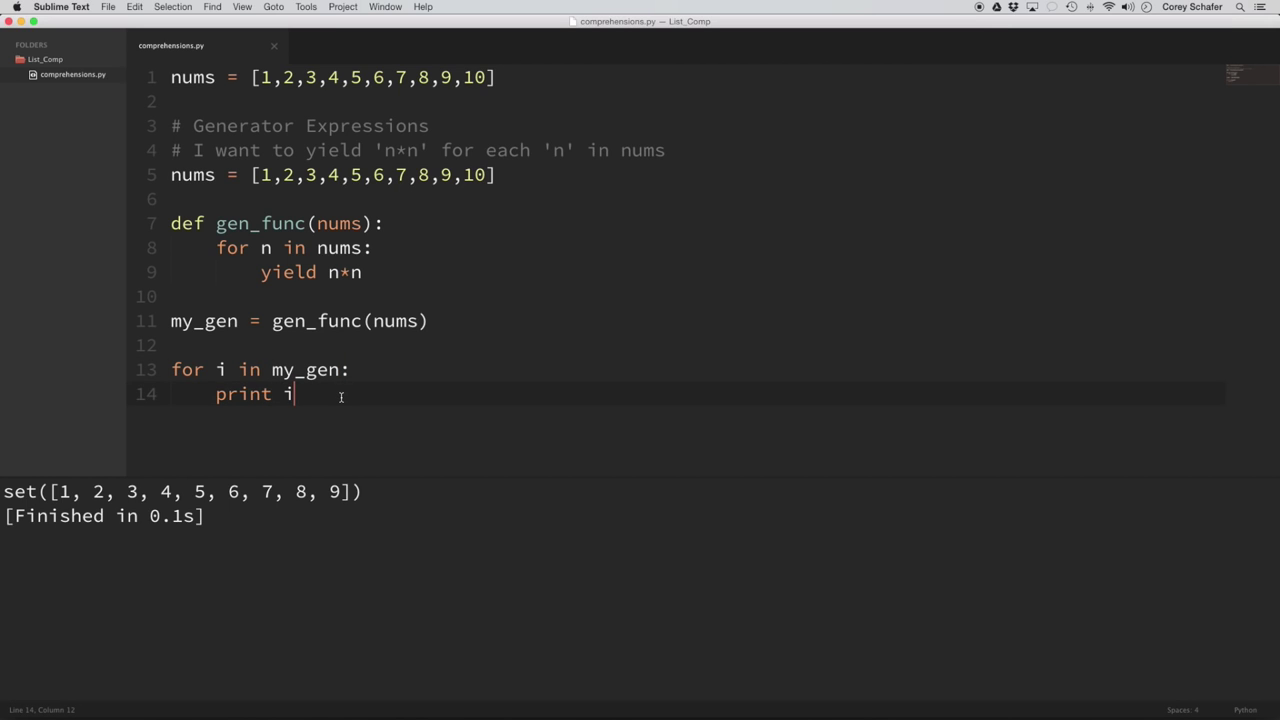 Sublime Text File Edit Selection Find View Goto Tools Project Window Help Corey Schafer
comprehensions.py — List_Comp
FOLDERS
List_Comp
comprehensions.py
comprehensions.py
1 nums = [1,2,3,4,5,6,7,8,9,10]
2
3 # Generator Expressions
4 # I want to yield 'n*n' for each 'n' in nums
5 nums = [1,2,3,4,5,6,7,8,9,10]
6
7 def gen_func(nums):
8     for n in nums:
9         yield n*n
10
11 my_gen = gen_func(nums)
12
13 for i in my_gen:
14     print i
set([1, 2, 3, 4, 5, 6, 7, 8, 9])
[Finished in 0.1s]
Line 14, Column 12 Spaces: 4 Python